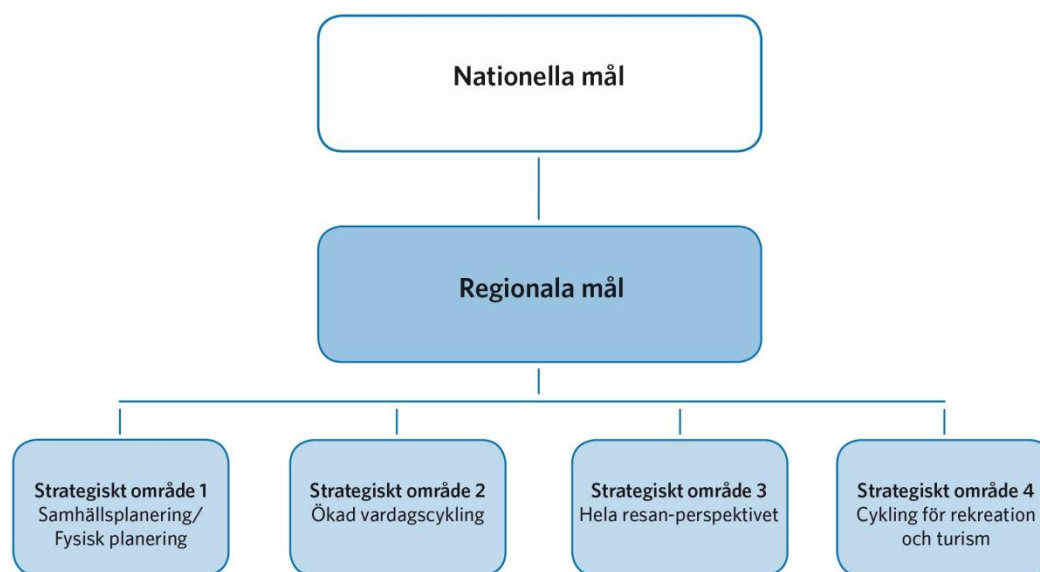 Nationella mål
Regionala mål
Strategiskt område 1
Samhällsplanering/
Fysisk planering
Strategiskt område 2
Ökad vardagscykling
Strategiskt område 3
Hela resan-perspektivet
Strategiskt område 4
Cykling för rekreation
och turism